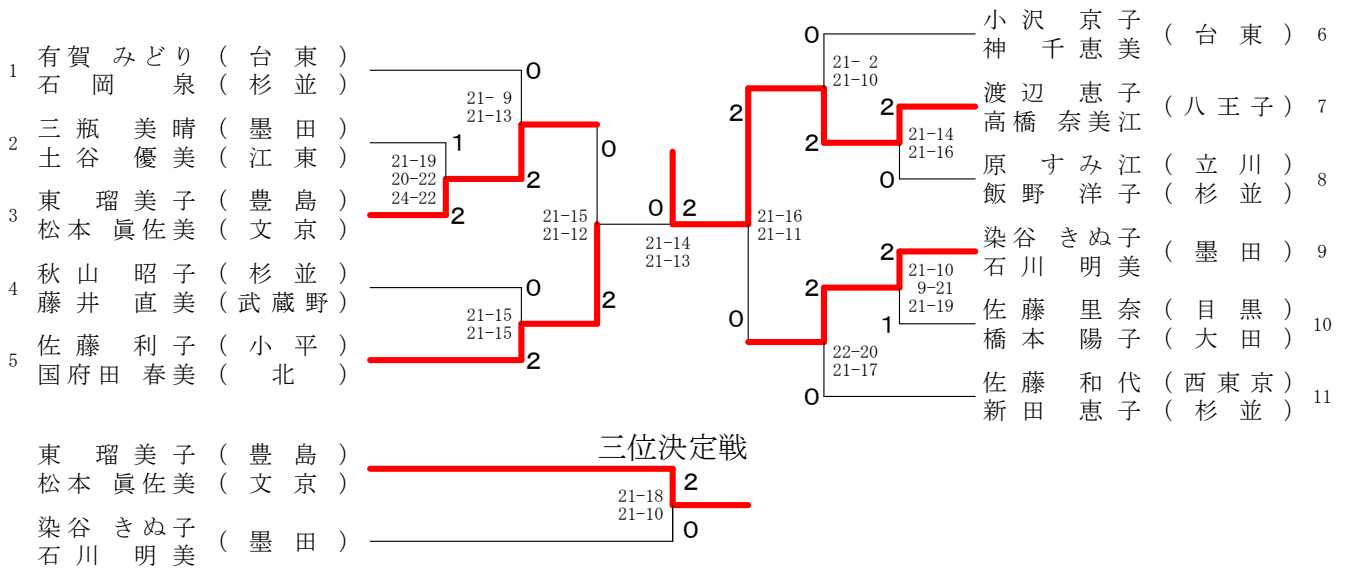 1 有賀 みどり ( 台東 )
石岡 泉 ( 杉並 )
2 三瓶 美晴 ( 墨田 )
土谷 優美 ( 江東 )
3 東 瑠美子 ( 豊島 )
松本 眞佐美 ( 文京 )
4 秋山 昭子 ( 杉並 )
藤井 直美 ( 武蔵野 )
5 佐藤 利子 ( 小平 )
国府田 春美 ( 北 )
0
21- 9
21-13
2
1
21-19
20-22
24-22
2
0
21-15
21-12
2
0
21-15
21-15
2
0 2
21-14
21-13
2
21-16
21-11
0
0
21- 2
21-10
2
2
21-14
21-16
0
2
22-20
21-17
0
2
21-10
9-21
21-19
1
小沢 京子
神 千恵美
( 台東 ) 6
渡辺 恵子
高橋 奈美江
(八王子) 7
原 すみ江 ( 立川 )
飯野 洋子 ( 杉並 )
8
染谷 きぬ子
石川 明美
( 墨田 ) 9
佐藤 里奈 ( 目黒 )
橋本 陽子 ( 大田 )
10
佐藤 和代 ( 西東京 )
新田 恵子 ( 杉並 )
11
三位決定戦
東 瑠美子 ( 豊島 )
松本 眞佐美 ( 文京 )
染谷 きぬ子
石川 明美
( 墨田 )
2
21-18
21-10
0